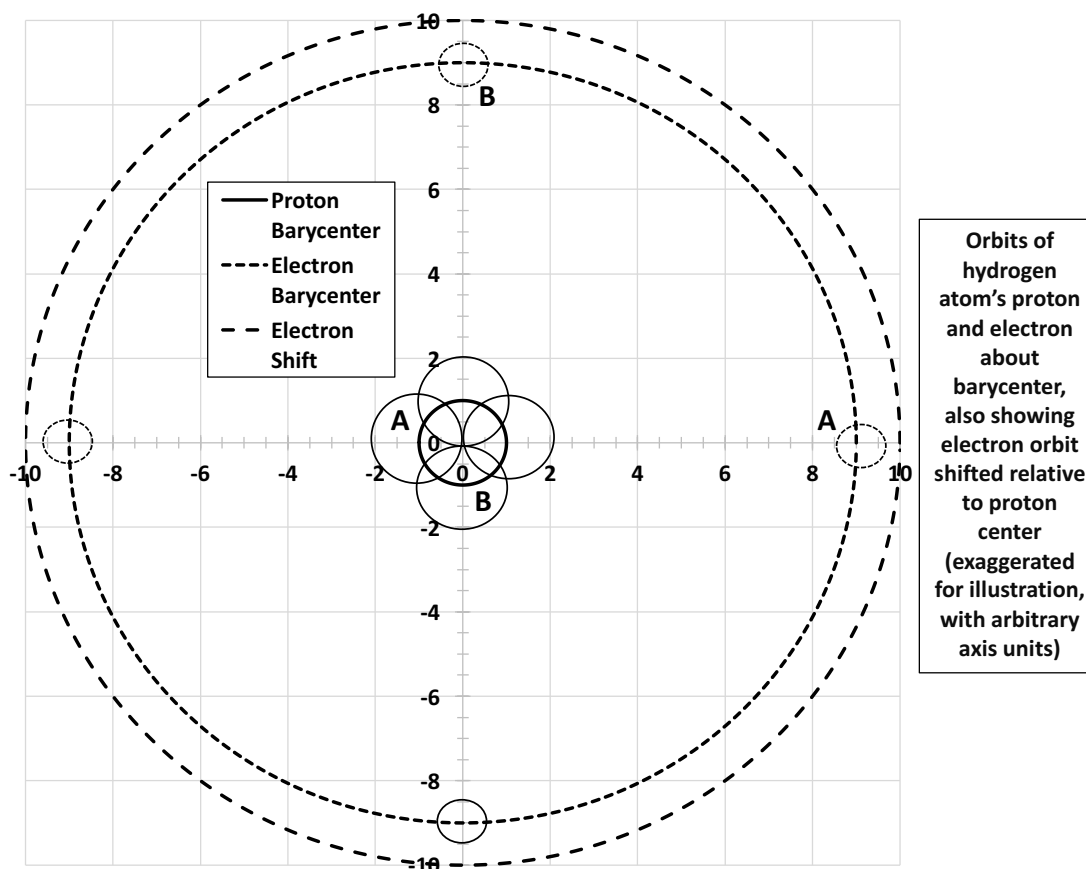 10
B
8
Proton
Barycenter
Electron
Barycenter
Electron
Shift
6
4
2
A
A
0
-10
-8
-6
-4
-2
0
2
4
6
8
10
B
-2
-4
-6
-8
-10
Orbits of
hydrogen
atom’s proton
and electron
about
barycenter,
also showing
electron orbit
shifted relative
to proton
center
(exaggerated
for illustration,
with arbitrary
axis units)